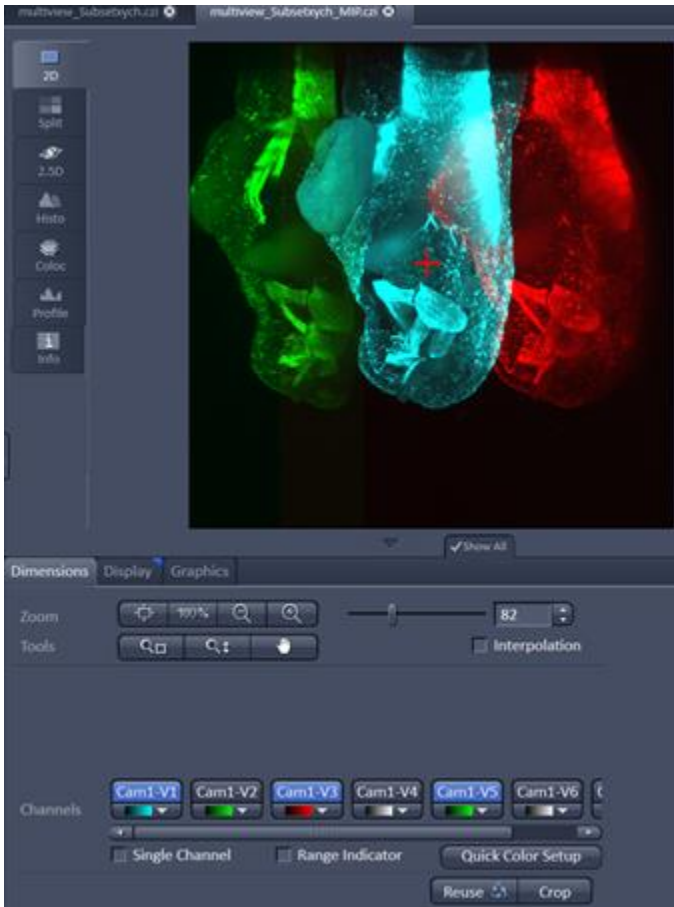 multiview_Subsetxych.czi multiview_Subsetxych_MIP.czi
2D
Split
2.5D
Histo
Coloc
Profile
Info
Show All
Dimensions Display Graphics
Zoom 100% 82
Tools Interpolation
Cam1-V1 Cam1-V2 Cam1-V3 Cam1-V4 Cam1-V5 Cam1-V6
Channels
Single Channel Range Indicator Quick Color Setup
Reuse Crop